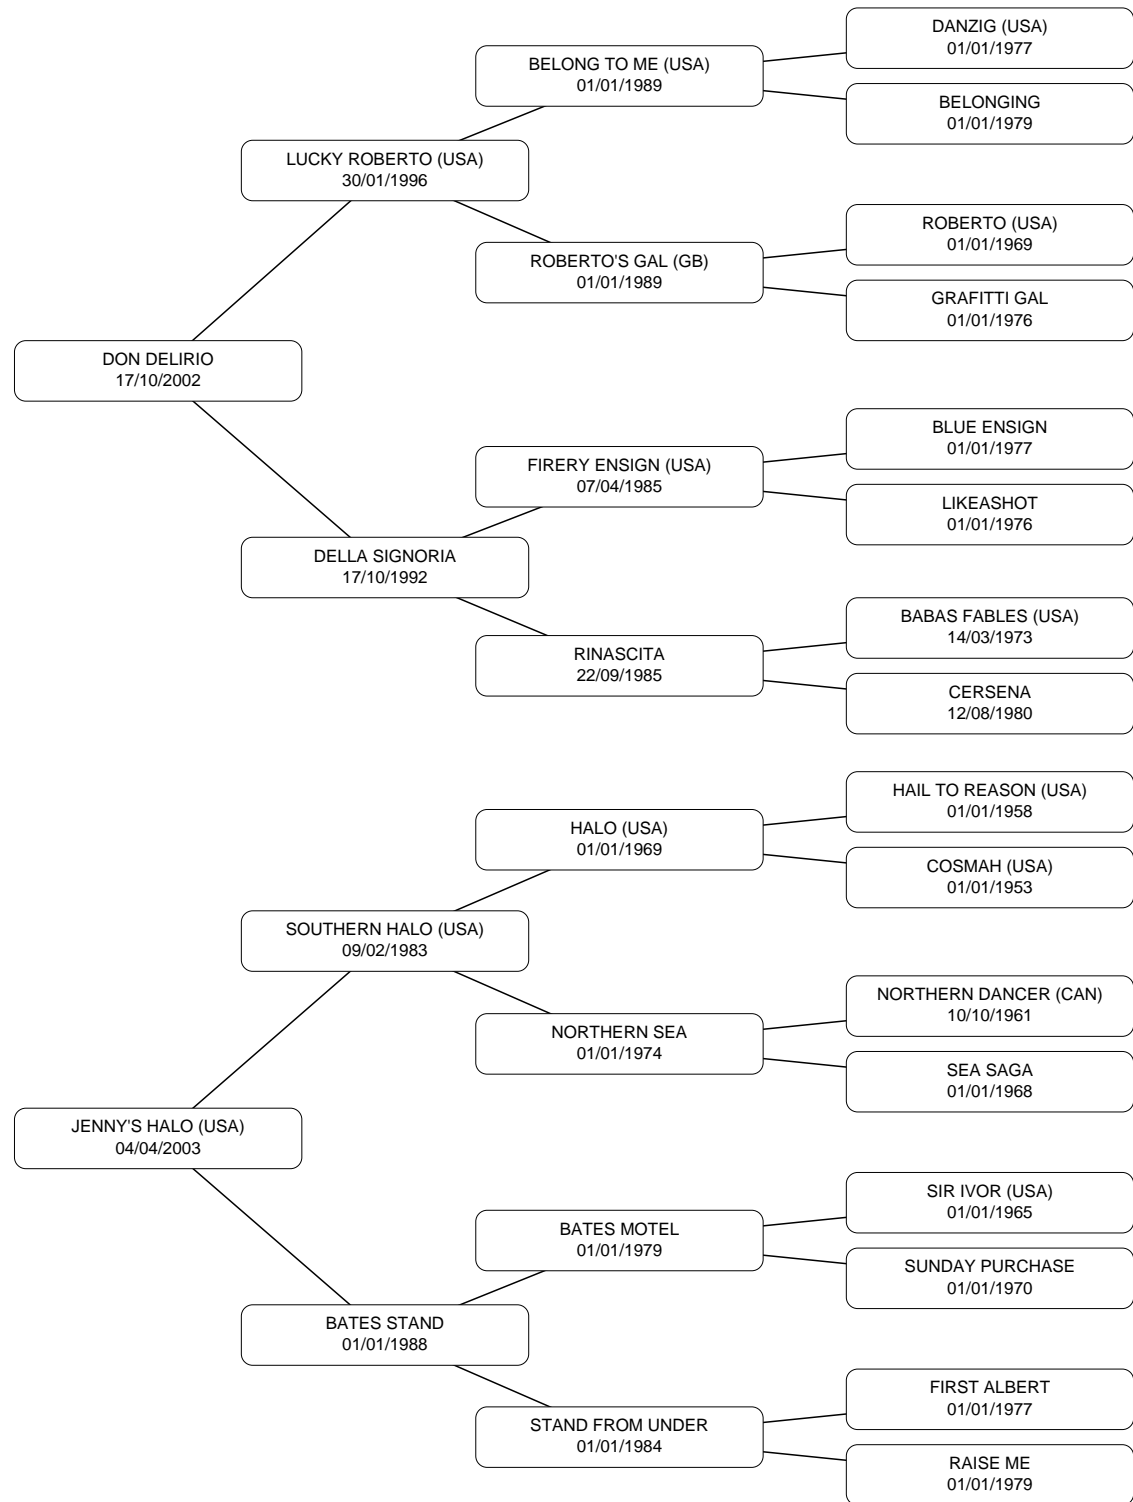 DANZIG (USA)
01/01/1977
BELONG TO ME (USA)
01/01/1989
BELONGING
01/01/1979
LUCKY ROBERTO (USA)
30/01/1996
ROBERTO (USA)
01/01/1969
ROBERTO'S GAL (GB)
01/01/1989
GRAFITTI GAL
01/01/1976
DON DELIRIO
17/10/2002
BLUE ENSIGN
01/01/1977
FIRERY ENSIGN (USA)
07/04/1985
LIKEASHOT
01/01/1976
DELLA SIGNORIA
17/10/1992
BABAS FABLES (USA)
14/03/1973
RINASCITA
22/09/1985
CERSENA
12/08/1980
HAIL TO REASON (USA)
01/01/1958
HALO (USA)
01/01/1969
COSMAH (USA)
01/01/1953
SOUTHERN HALO (USA)
09/02/1983
NORTHERN DANCER (CAN)
10/10/1961
NORTHERN SEA
01/01/1974
SEA SAGA
01/01/1968
JENNY'S HALO (USA)
04/04/2003
SIR IVOR (USA)
01/01/1965
BATES MOTEL
01/01/1979
SUNDAY PURCHASE
01/01/1970
BATES STAND
01/01/1988
FIRST ALBERT
01/01/1977
STAND FROM UNDER
01/01/1984
RAISE ME
01/01/1979